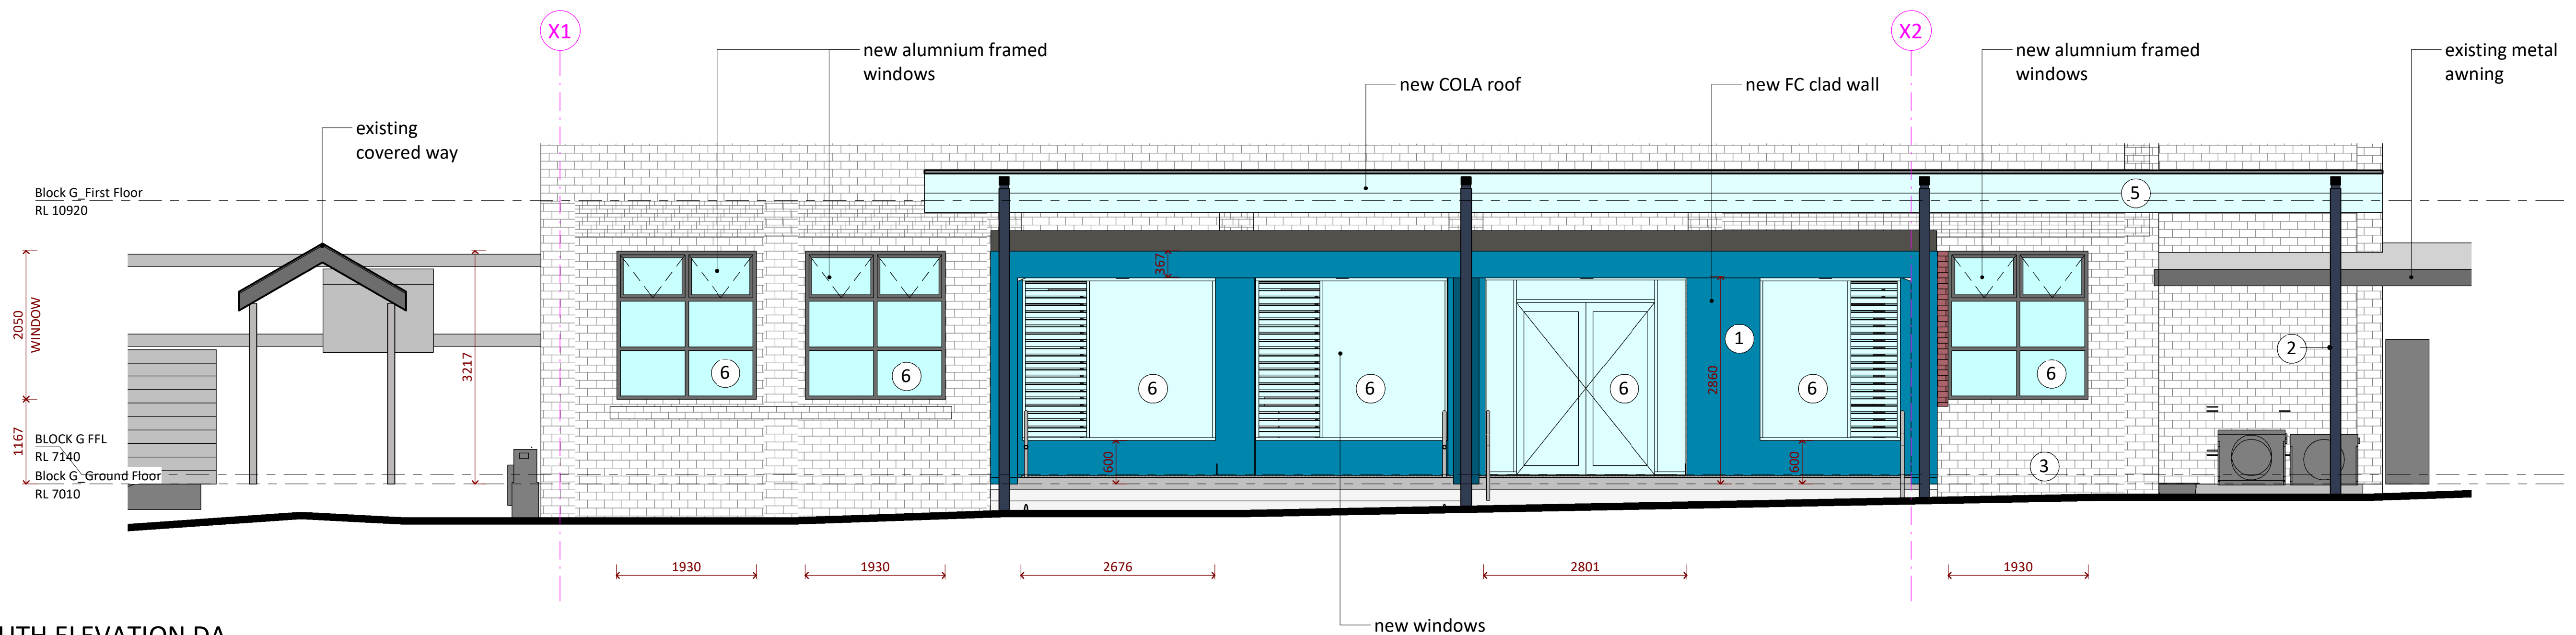 X1
X2
new alumnium framed
windows
new alumnium framed
windows
existing metal
awning
new COLA roof
new FC clad wall
existing
covered way
Block G_First Floor
RL 10920
5
367
2050
WINDOW
3217
1
2
2860
6
6
6
6
6
6
6
1167
BLOCK G FFL
RL 7140
Block G_Ground Floor
RL 7010
600
600
3
1930
1930
2676
2801
1930
new windows
UTH ELEVATION DA